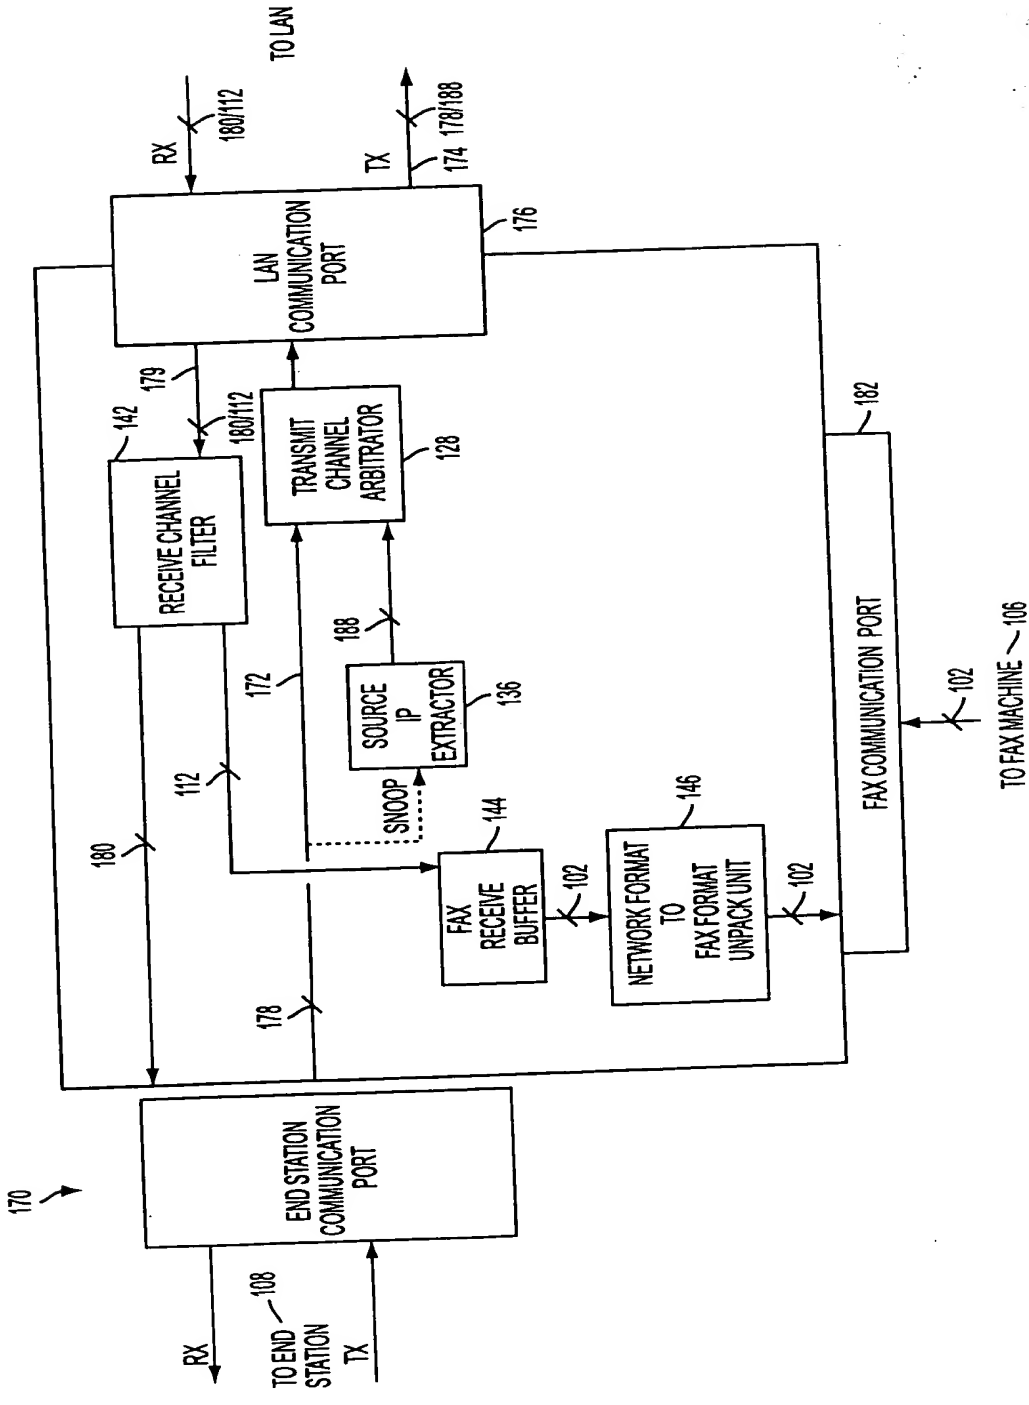 170
TO LAN
RX
180/112
TX
174
178/188
LAN
COMMUNICATION
PORT
176
179
180/112
142
RECEIVE CHANNEL
FILTER
TRANSMIT
CHANNEL
ARBITRATOR
128
180
112
172
188
SOURCE
IP
EXTRACTOR
136
SNOOP
178
144
FAX
RECEIVE
BUFFER
102
146
NETWORK FORMAT
TO
FAX FORMAT
UNPACK UNIT
102
182
FAX COMMUNICATION PORT
102
TO FAX MACHINE 106
END STATION
COMMUNICATION
PORT
RX
108
TO END
STATION
TX